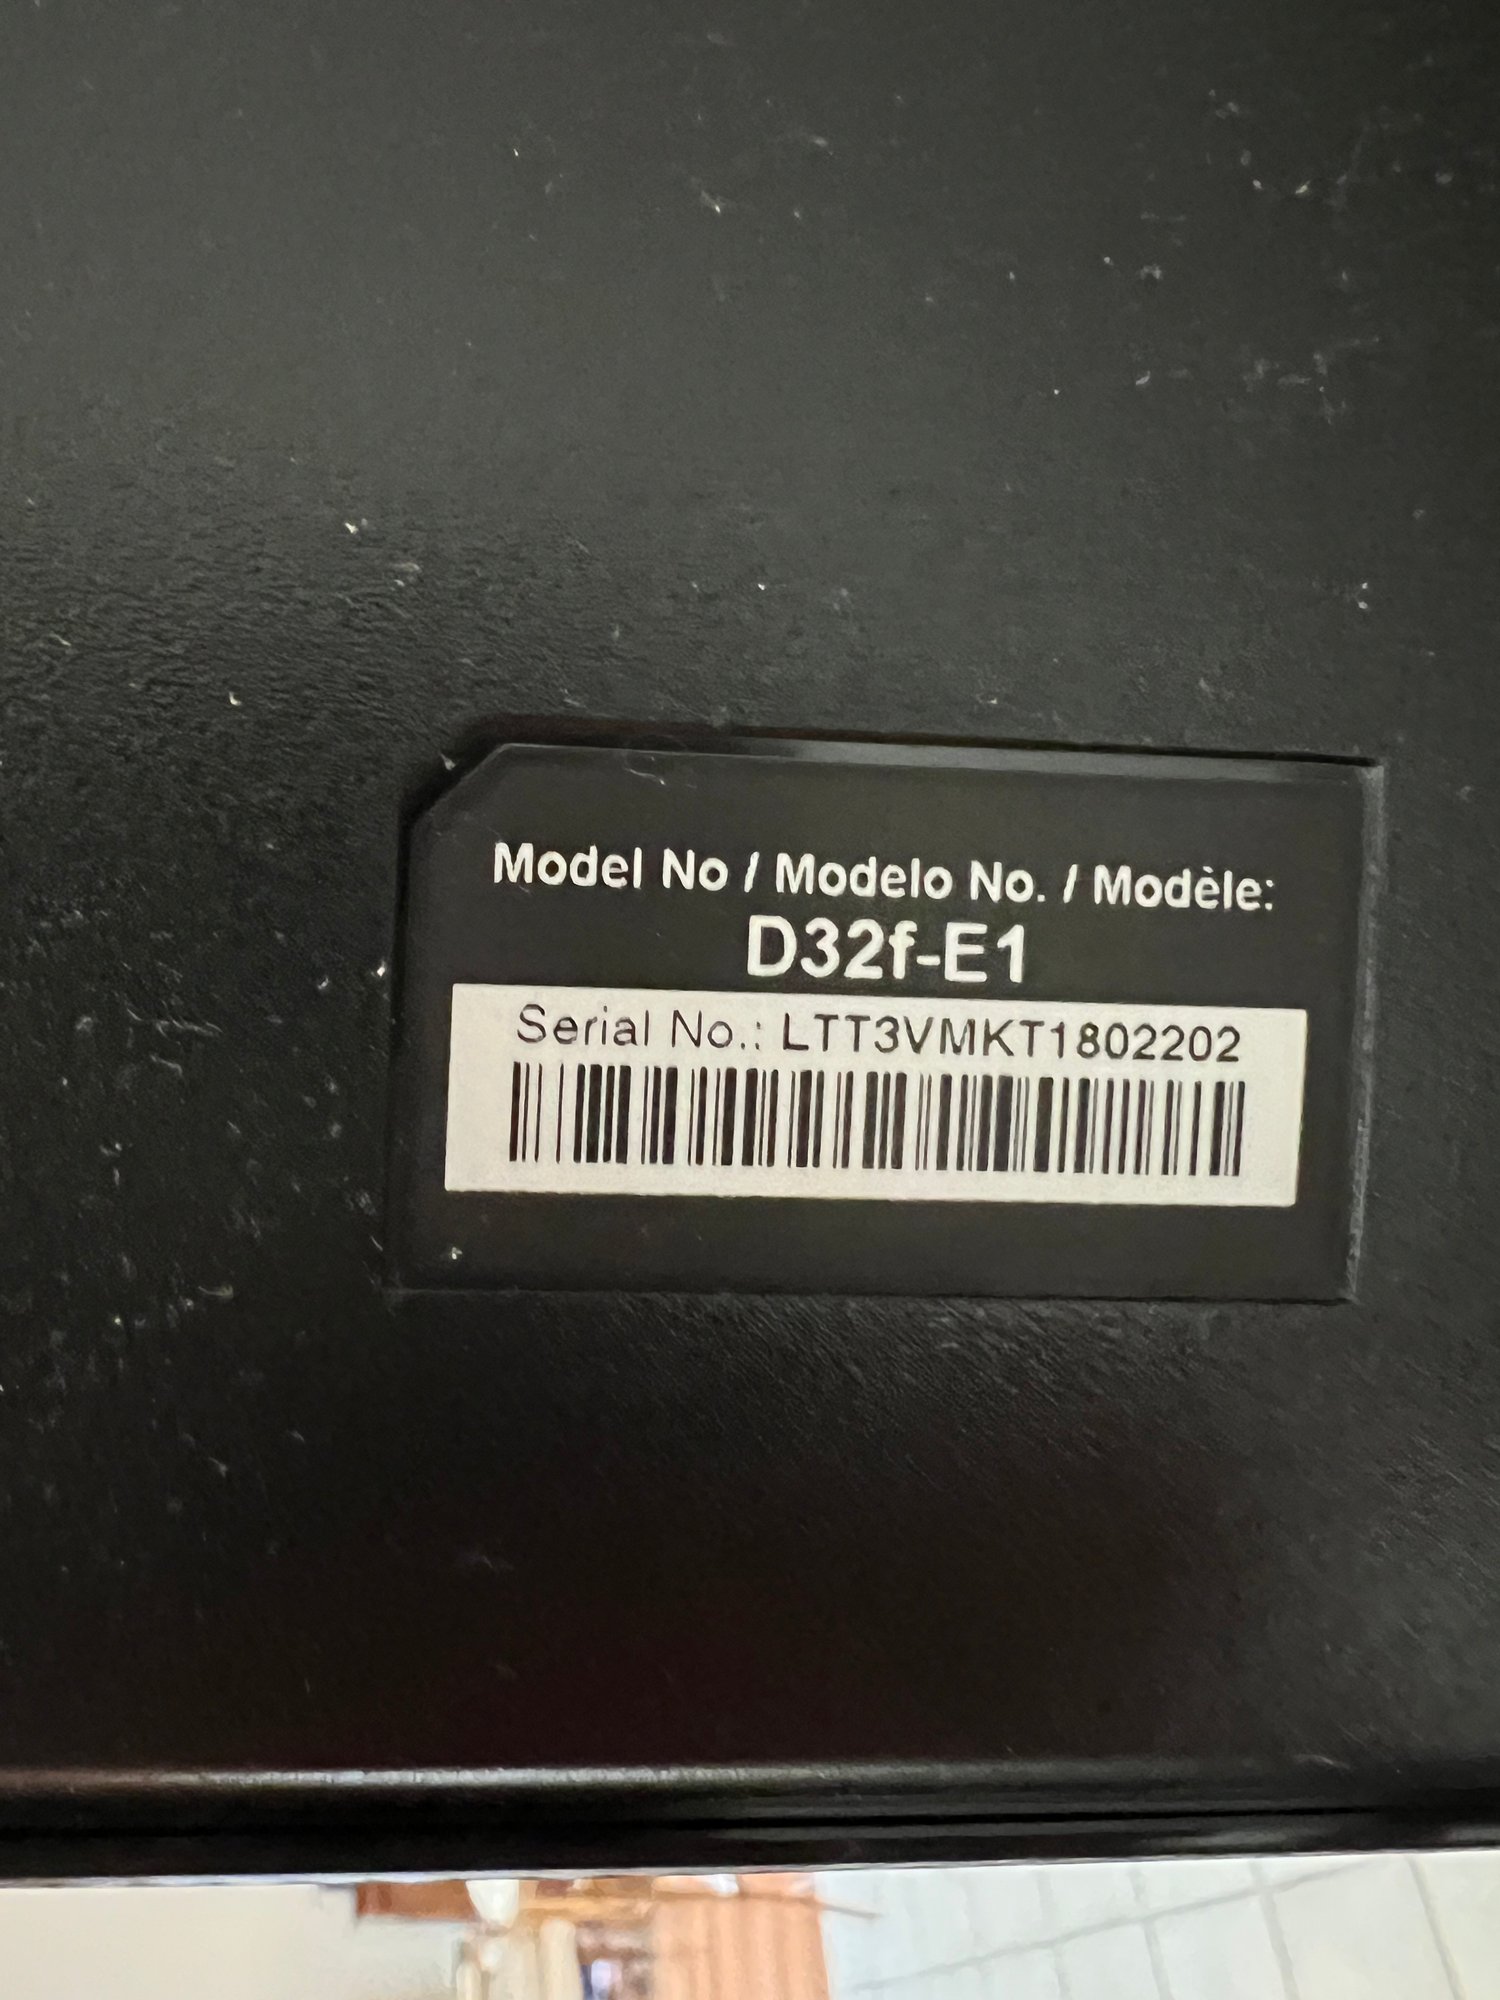 Model No / Modelo No. / Modèle:
D32f-E1
Serial No.: LTT3VMKT1802202